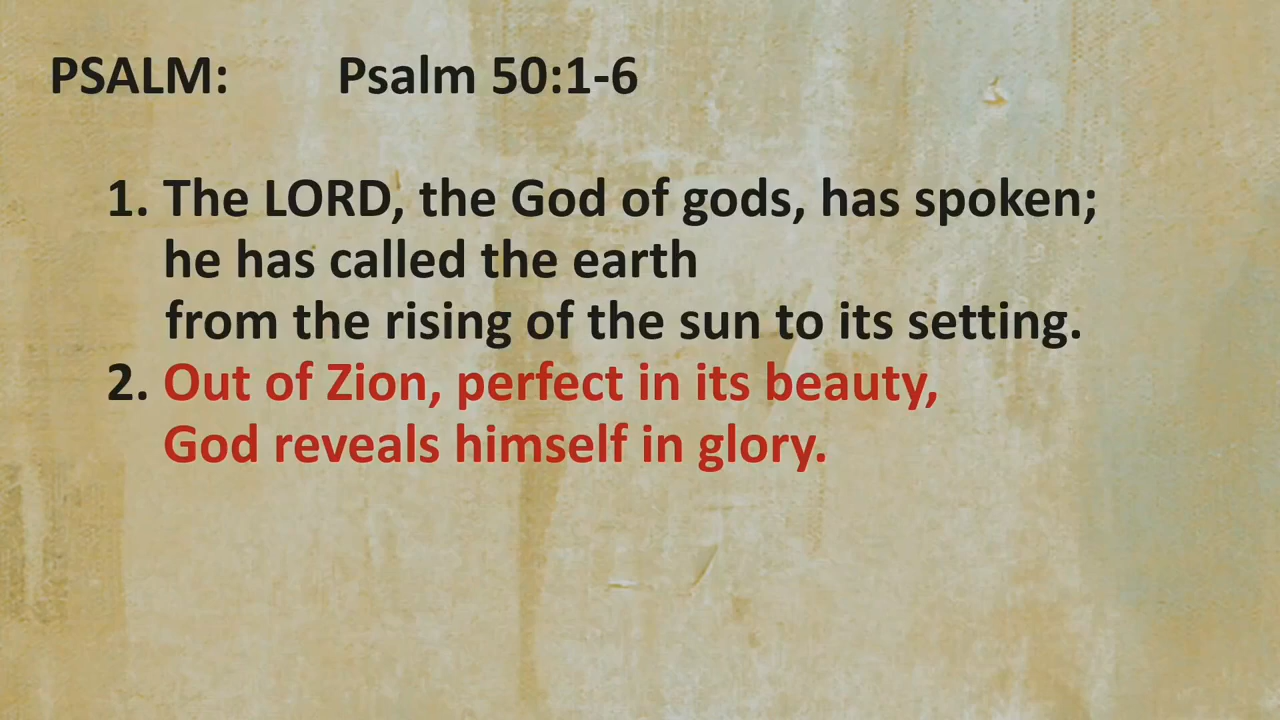 PSALM: Psalm 50:1-6
1. The LORD, the God of gods, has spoken;
he has called the earth
from the rising of the sun to its setting.
2. Out of Zion, perfect in its beauty,
God reveals himself in glory.